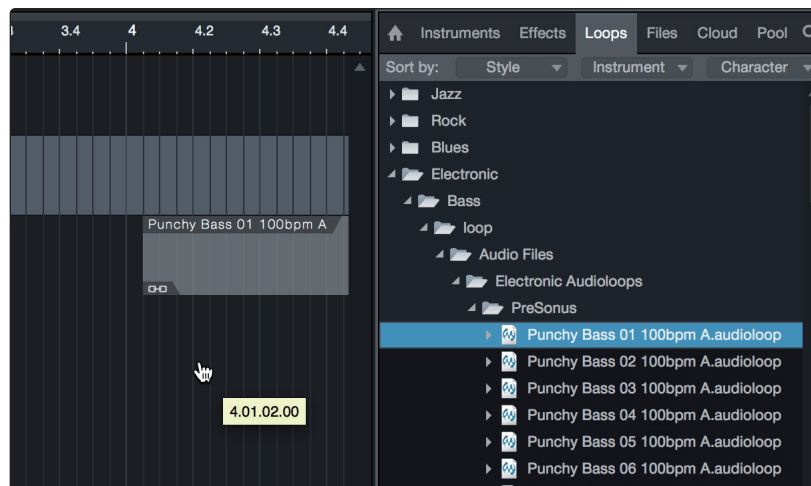 3.4 4 4.2 4.3 4.4
Instruments Effects Loops Files Cloud Pool
Sort by: Style Instrument Character
Jazz
Rock
Blues
Electronic
Bass
loop
Audio Files
Electronic Audioloops
PreSonus
Punchy Bass 01 100bpm A.audioloop
Punchy Bass 02 100bpm A.audioloop
Punchy Bass 03 100bpm A.audioloop
Punchy Bass 04 100bpm A.audioloop
Punchy Bass 05 100bpm A.audioloop
Punchy Bass 06 100bpm A.audioloop
Punchy Bass 01 100bpm A
4.01.02.00